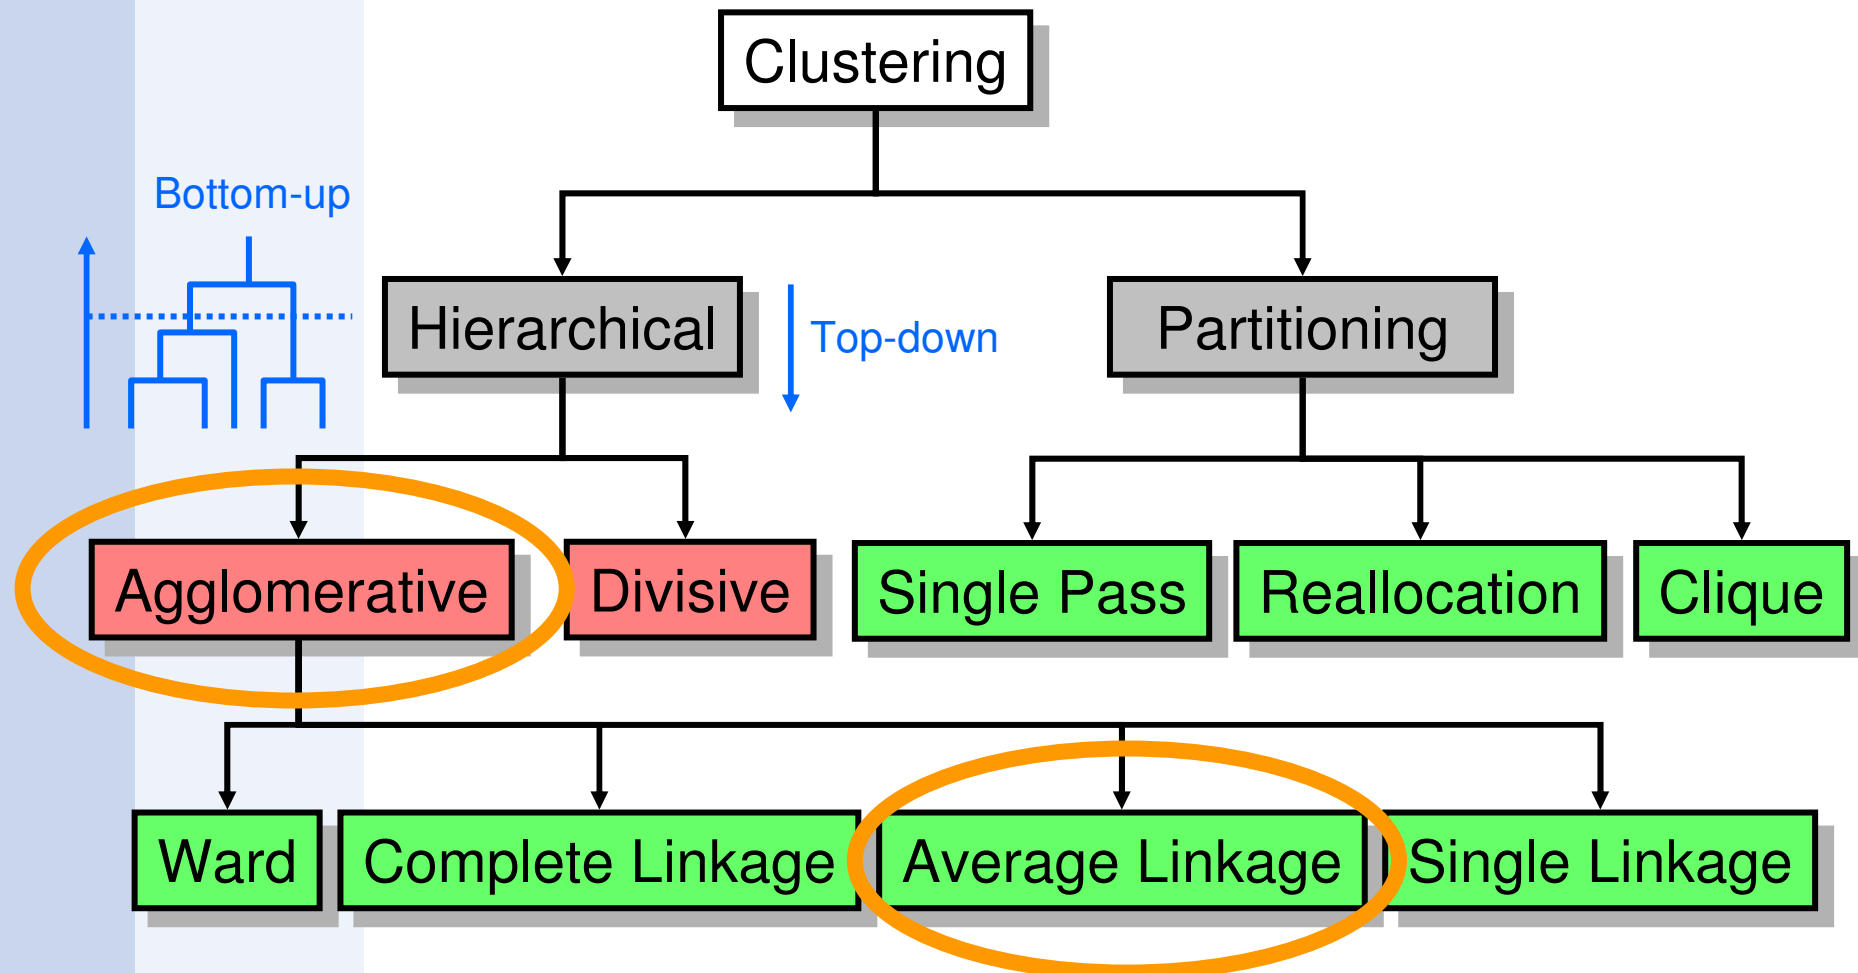 Clustering
Bottom-up
Hierarchical
Top-down
Partitioning
Agglomerative
Divisive
Single Pass
Reallocation
Clique
Ward
Complete Linkage
Average Linkage
Single Linkage